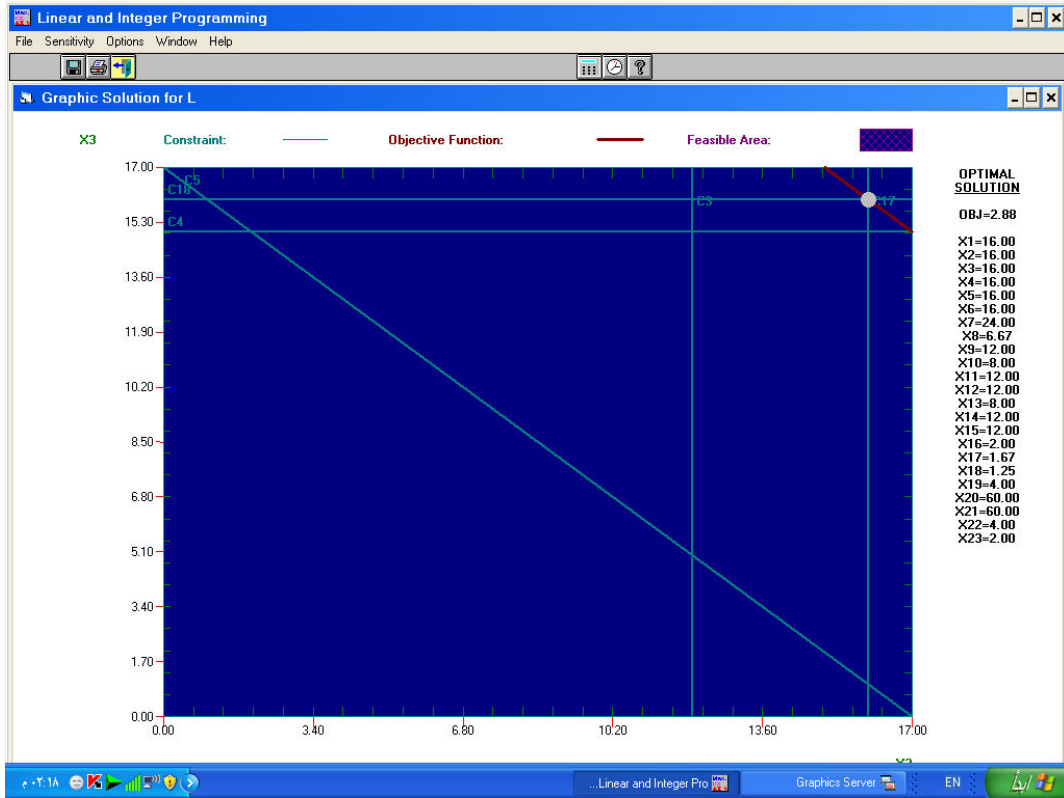 Linear and Integer Programming
File Sensitivity Options Window Help
Graphic Solution for L
X3 Constraint: Objective Function: Feasible Area:
17.00
15.30
13.60
11.90
10.20
8.50
6.80
5.10
3.40
1.70
0.00
C5
C18
C4
C3
C17
0.00 3.40 6.80 10.20 13.60 17.00
OPTIMAL
SOLUTION
OBJ=2.88
X1=16.00
X2=16.00
X3=16.00
X4=16.00
X5=16.00
X6=16.00
X7=24.00
X8=6.67
X9=12.00
X10=8.00
X11=12.00
X12=12.00
X13=8.00
X14=12.00
X15=12.00
X16=2.00
X17=1.67
X18=1.25
X19=4.00
X20=60.00
X21=60.00
X22=4.00
X23=2.00
٠٢:١٨ م
...Linear and Integer Pro
Graphics Server
EN
ابدأ